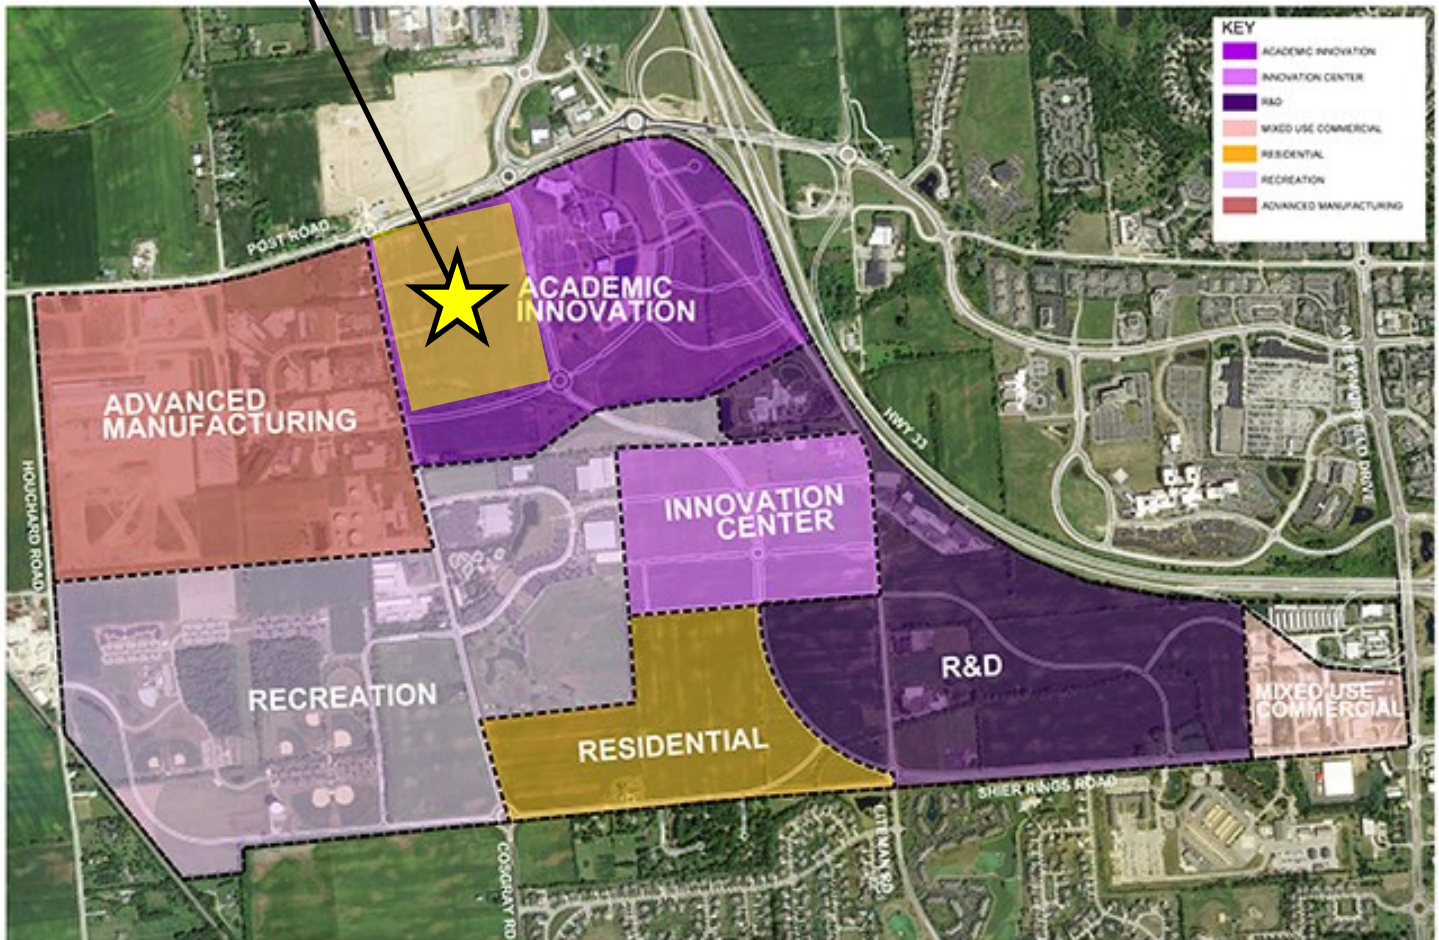 KEY
ACADEMIC INNOVATION
INNOVATION CENTER
R&D
MIXED USE COMMERCIAL
RESIDENTIAL
RECREATION
ADVANCED MANUFACTURING
POST ROAD
ACADEMIC
INNOVATION
ADVANCED
MANUFACTURING
HWY 33
HOUCHARD ROAD
INNOVATION
CENTER
R&D
RECREATION
MIXED USE
COMMERCIAL
RESIDENTIAL
SHIER RINGS ROAD
COSGRAY RD